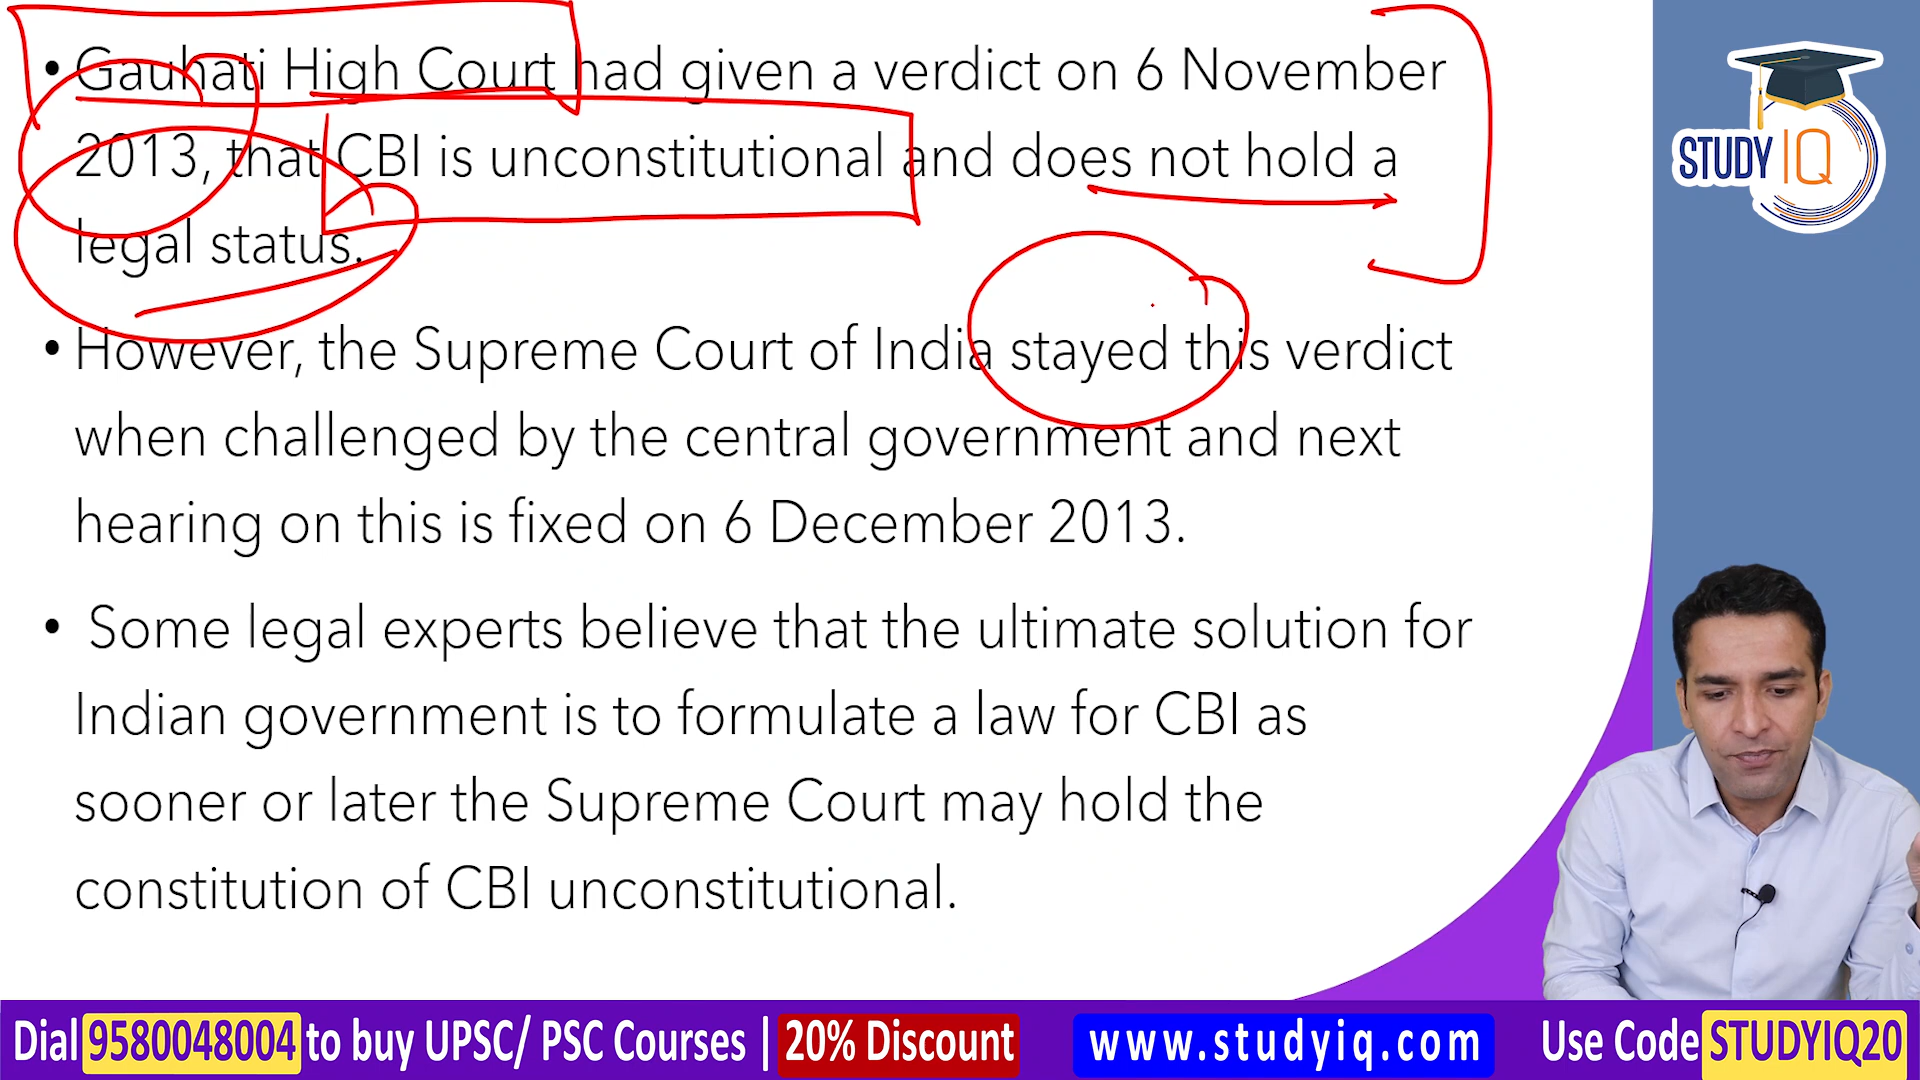 • Gauhati High Court had given a verdict on 6 November
2013, that CBI is unconstitutional and does not hold a
legal status.
• However, the Supreme Court of India stayed this verdict
when challenged by the central government and next
hearing on this is fixed on 6 December 2013.
• Some legal experts believe that the ultimate solution for
Indian government is to formulate a law for CBI as
sooner or later the Supreme Court may hold the
constitution of CBI unconstitutional.
STUDY IQ
Dial 9580048004 to buy UPSC/ PSC Courses | 20% Discount www.studyiq.com Use Code STUDYIQ20